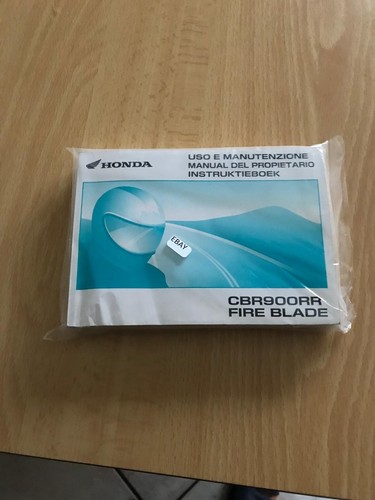 HONDA
USO E MANUTENZIONE
MANUAL DEL PROPIETARIO
INSTRUKTIEBOEK
EBAY
CBR900RR
FIRE BLADE